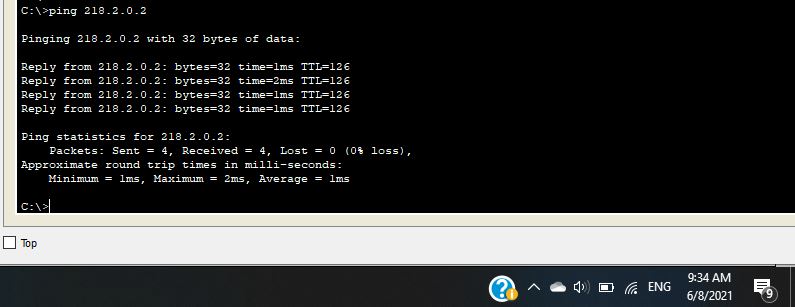 C:\>ping 218.2.0.2
Pinging 218.2.0.2 with 32 bytes of data:
Reply from 218.2.0.2: bytes=32 time=1ms TTL=126
Reply from 218.2.0.2: bytes=32 time=2ms TTL=126
Reply from 218.2.0.2: bytes=32 time=1ms TTL=126
Reply from 218.2.0.2: bytes=32 time=1ms TTL=126
Ping statistics for 218.2.0.2:
Packets: Sent = 4, Received = 4, Lost = 0 (0% loss),
Approximate round trip times in milli-seconds:
Minimum = 1ms, Maximum = 2ms, Average = 1ms
C:\>
Top
ENG
9:34 AM
6/8/2021
9